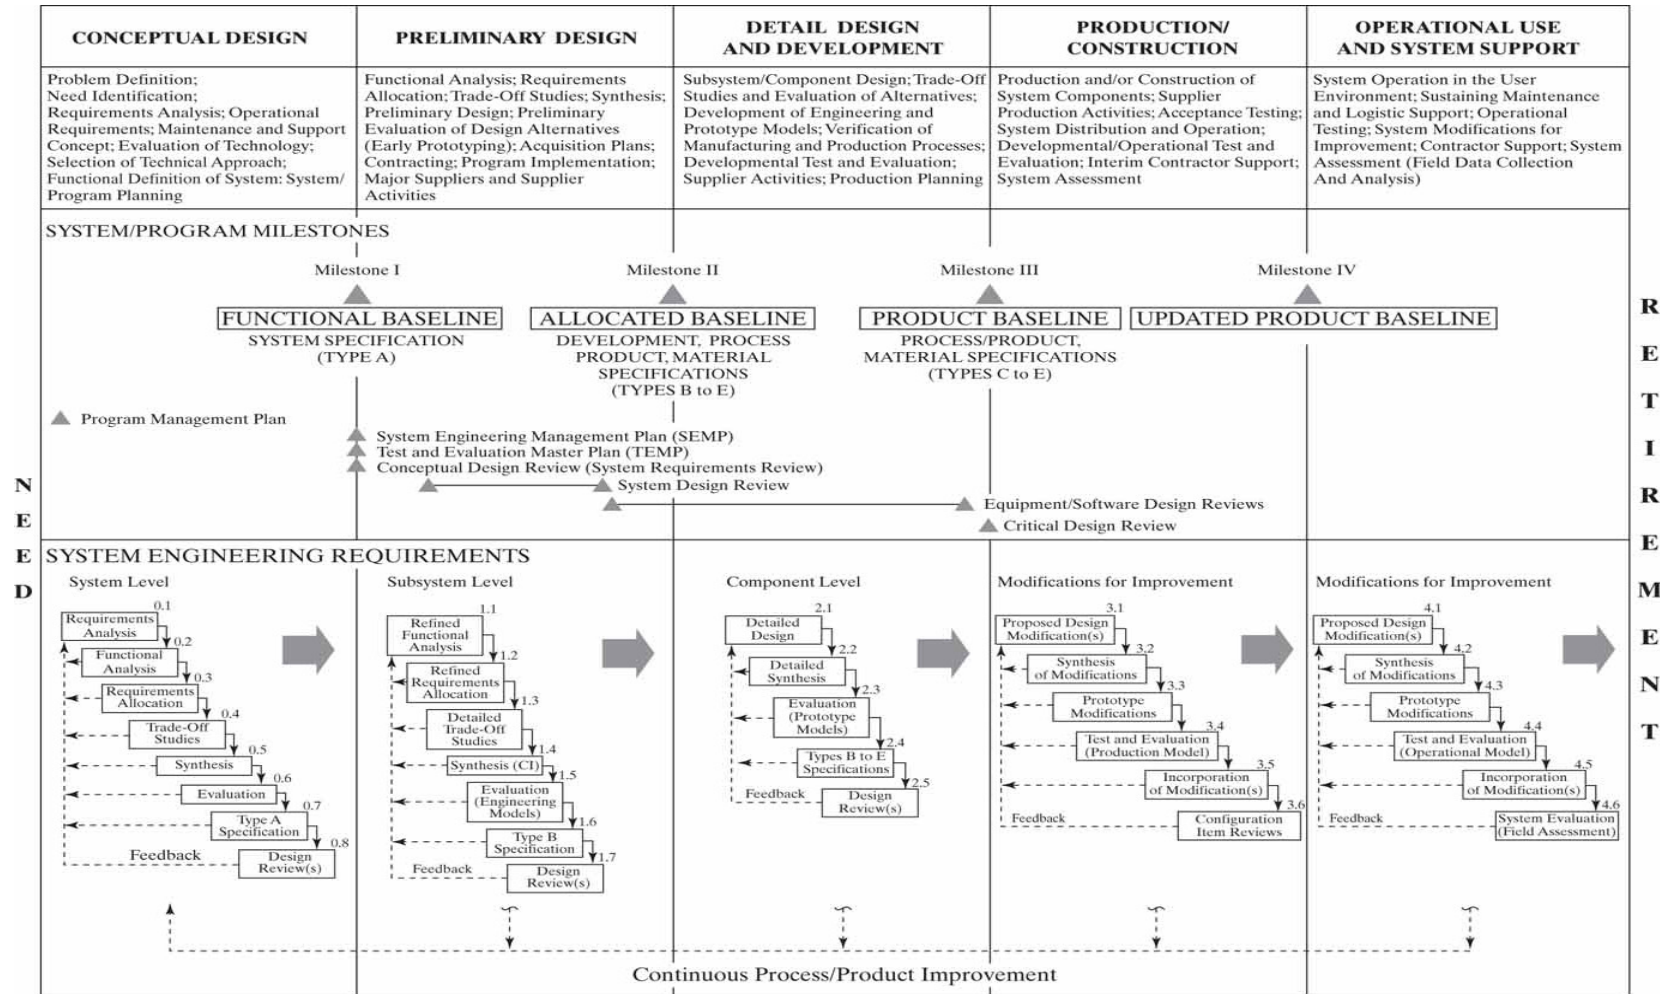 CONCEPTUAL DESIGN
PRELIMINARY DESIGN
DETAIL DESIGN
AND DEVELOPMENT
PRODUCTION/
CONSTRUCTION
OPERATIONAL USE
AND SYSTEM SUPPORT
Problem Definition;
Need Identification;
Requirements Analysis; Operational
Requirements; Maintenance and Support
Concept; Evaluation of Technology;
Selection of Technical Approach;
Functional Definition of System: System/
Program Planning
Functional Analysis; Requirements
Allocation; Trade-Off Studies; Synthesis;
Preliminary Design; Preliminary
Evaluation of Design Alternatives
(Early Prototyping); Acquisition Plans;
Contracting; Program Implementation;
Major Suppliers and Supplier
Activities
Subsystem/Component Design; Trade-Off
Studies and Evaluation of Alternatives;
Development of Engineering and
Prototype Models; Verification of
Manufacturing and Production Processes;
Developmental Test and Evaluation;
Supplier Activities; Production Planning
Production and/or Construction of
System Components; Supplier
Production Activities; Acceptance Testing;
System Distribution and Operation;
Developmental/Operational Test and
Evaluation; Interim Contractor Support;
System Assessment
System Operation in the User
Environment; Sustaining Maintenance
and Logistic Support; Operational
Testing; System Modifications for
Improvement; Contractor Support; System
Assessment (Field Data Collection
And Analysis)
SYSTEM/PROGRAM MILESTONES
Milestone I
Milestone II
Milestone III
Milestone IV
FUNCTIONAL BASELINE
SYSTEM SPECIFICATION
(TYPE A)
ALLOCATED BASELINE
DEVELOPMENT, PROCESS
PRODUCT, MATERIAL
SPECIFICATIONS
(TYPES B to E)
PRODUCT BASELINE
PROCESS/PRODUCT,
MATERIAL SPECIFICATIONS
(TYPES C to E)
UPDATED PRODUCT BASELINE
Program Management Plan
System Engineering Management Plan (SEMP)
Test and Evaluation Master Plan (TEMP)
Conceptual Design Review (System Requirements Review)
System Design Review
Equipment/Software Design Reviews
Critical Design Review
NEED
RETIREMENT
SYSTEM ENGINEERING REQUIREMENTS
System Level
0.1
Requirements
Analysis
0.2
Functional
Analysis
0.3
Requirements
Allocation
0.4
Trade-Off
Studies
0.5
Synthesis
0.6
Evaluation
0.7
Type A
Specification
0.8
Feedback
Design
Review(s)
Subsystem Level
1.1
Refined
Functional
Analysis
1.2
Refined
Requirements
Allocation
1.3
Detailed
Trade-Off
Studies
1.4
Synthesis (CI)
1.5
Evaluation
(Engineering
Models)
1.6
Type B
Specification
1.7
Feedback
Design
Review(s)
Component Level
2.1
Detailed
Design
2.2
Detailed
Synthesis
2.3
Evaluation
(Prototype
Models)
2.4
Types B to E
Specifications
2.5
Feedback
Design
Review(s)
Modifications for Improvement
3.1
Proposed Design
Modification(s)
3.2
Synthesis
of Modifications
3.3
Prototype
Modifications
3.4
Test and Evaluation
(Production Model)
3.5
Incorporation
of Modification(s)
3.6
Feedback
Configuration
Item Reviews
Modifications for Improvement
4.1
Proposed Design
Modification(s)
4.2
Synthesis
of Modifications
4.3
Prototype
Modifications
4.4
Test and Evaluation
(Operational Model)
4.5
Incorporation
of Modification(s)
4.6
Feedback
System Evaluation
(Field Assessment)
Continuous Process/Product Improvement